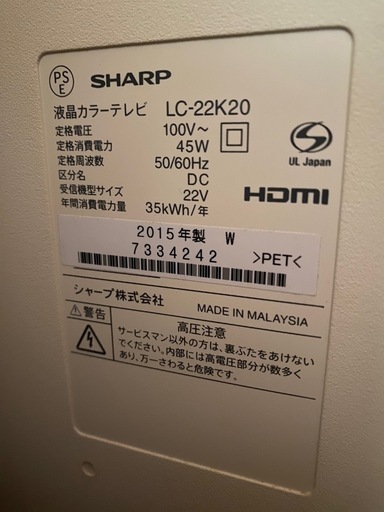 PSE
SHARP
液晶カラーテレビ LC-22K20
定格電圧 100V~
定格消費電力 45W
定格周波数 50/60Hz
区分名 DC
受信機型サイズ 22V
年間消費電力量 35kWh/年
S
UL Japan
HDMI
2015年製 W
7334242
>PET<
シャープ株式会社
MADE IN MALAYSIA
⚠警告
高圧注意
サービスマン以外の方は、裏ぶたをあけない
でください。内部には高電圧部分が数多く
あり、万一さわると危険です。